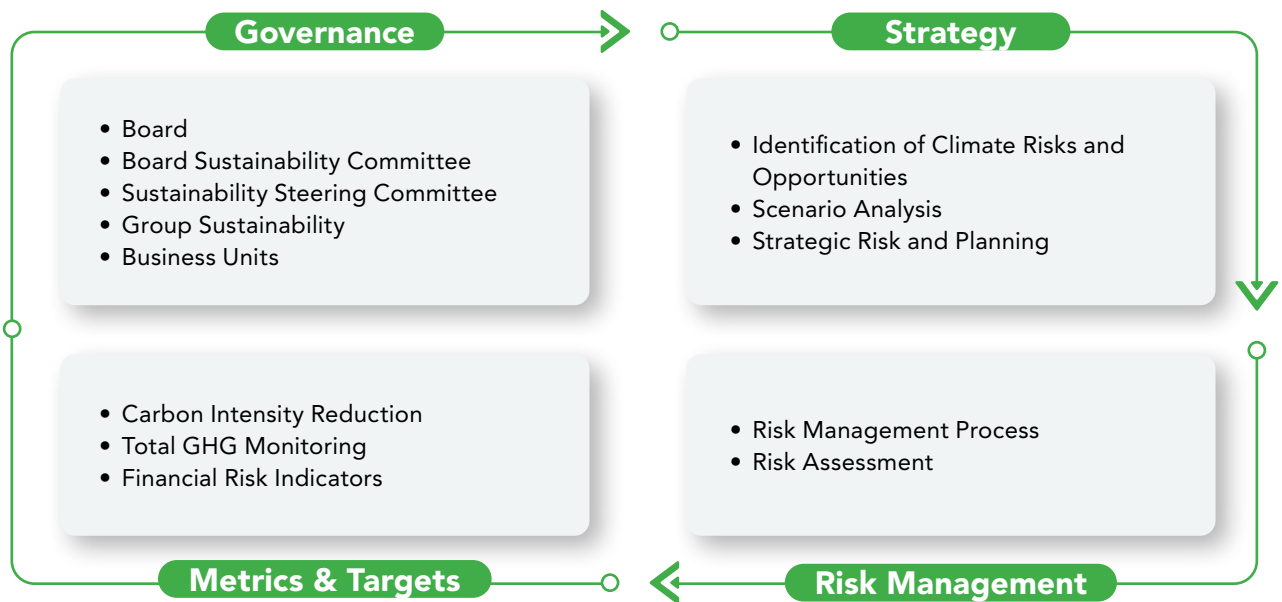 Governance
• Board
• Board Sustainability Committee
• Sustainability Steering Committee
• Group Sustainability
• Business Units
Strategy
• Identification of Climate Risks and
Opportunities
• Scenario Analysis
• Strategic Risk and Planning
• Carbon Intensity Reduction
• Total GHG Monitoring
• Financial Risk Indicators
Metrics & Targets
• Risk Management Process
• Risk Assessment
Risk Management